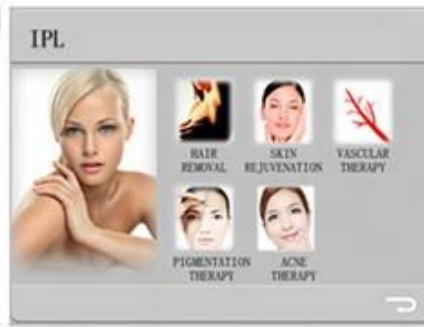 IPL
HAIR
REMOVAL
SKIN
REJUVENATION
VASCULAR
THERAPY
PIGMENTATION
THERAPY
ACNE
THERAPY